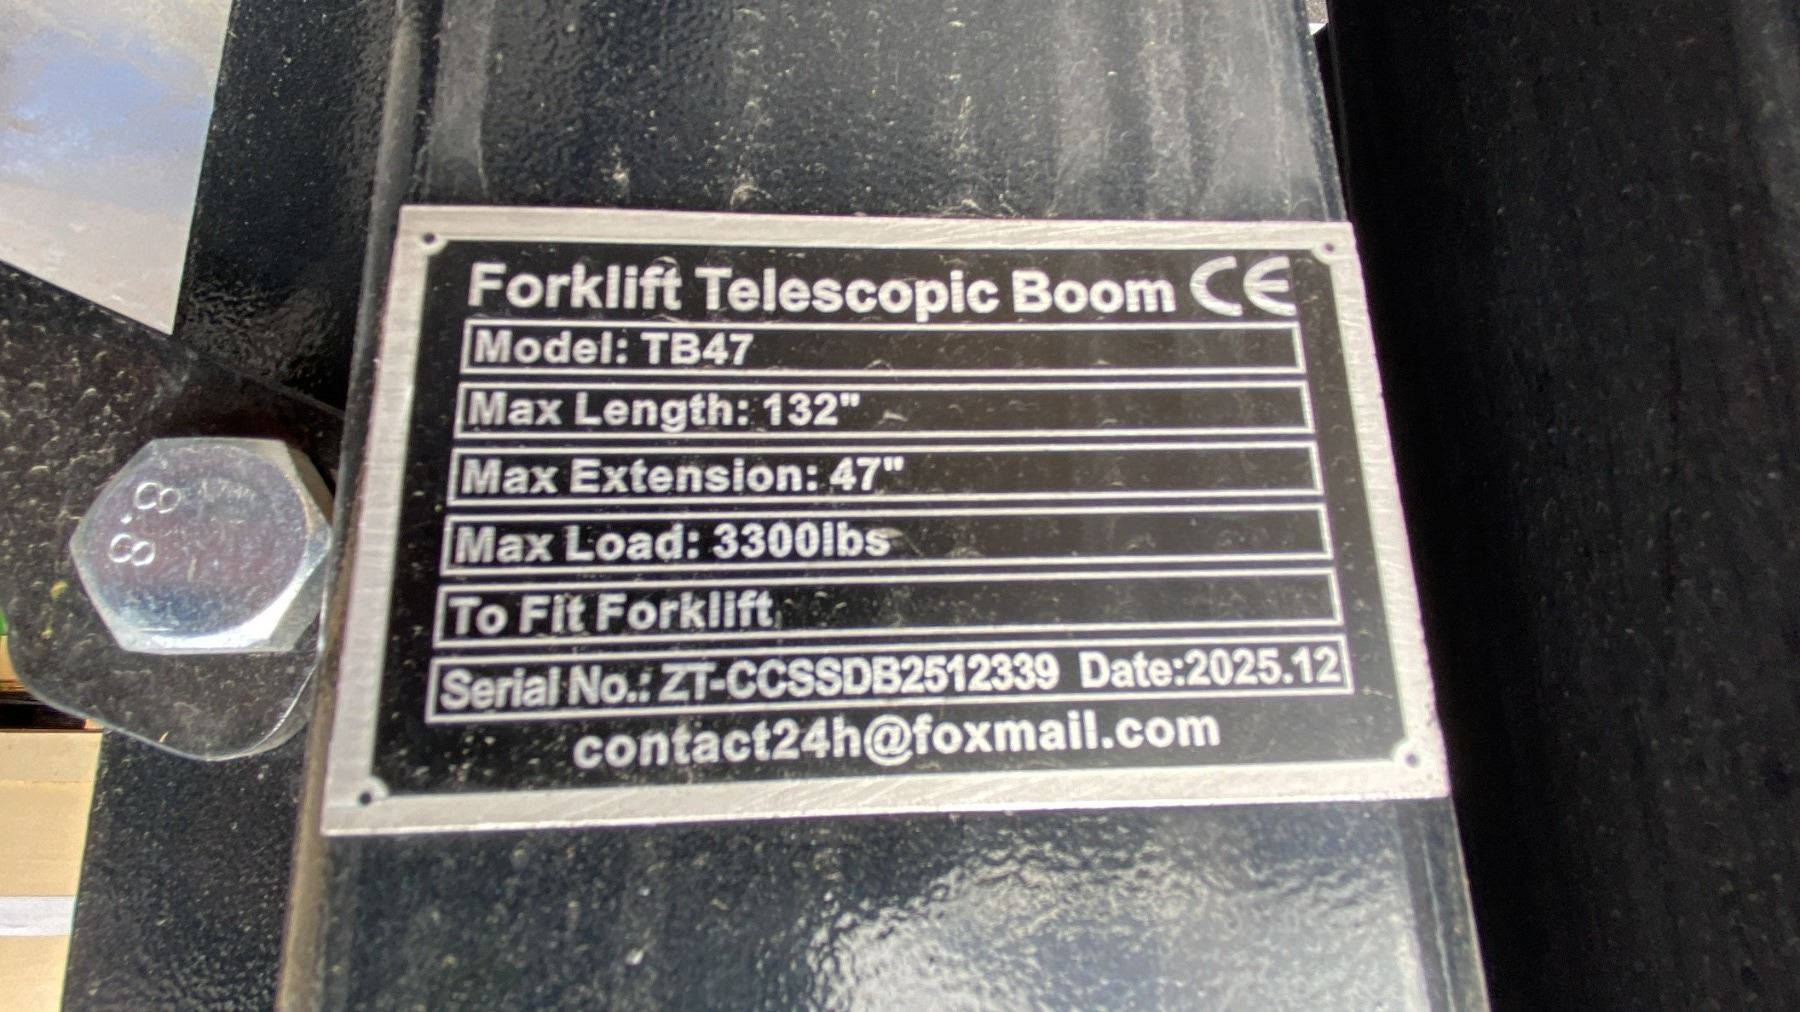 Forklift Telescopic Boom CE
Model: TB47
Max Length: 132"
Max Extension: 47"
Max Load: 3300lbs
To Fit Forklift
Serial No.: ZT-CCSSDB2512339 Date:2025.12
contact24h@foxmail.com
8.8